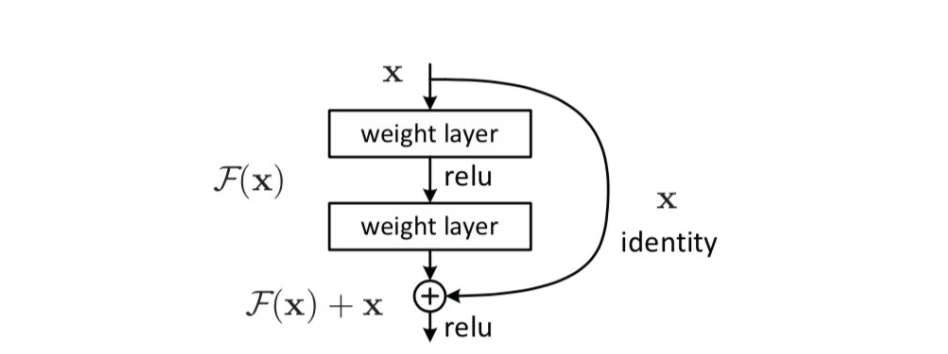 x
weight layer
F(x)
relu
x
weight layer
identity
F(x) + x
+
relu